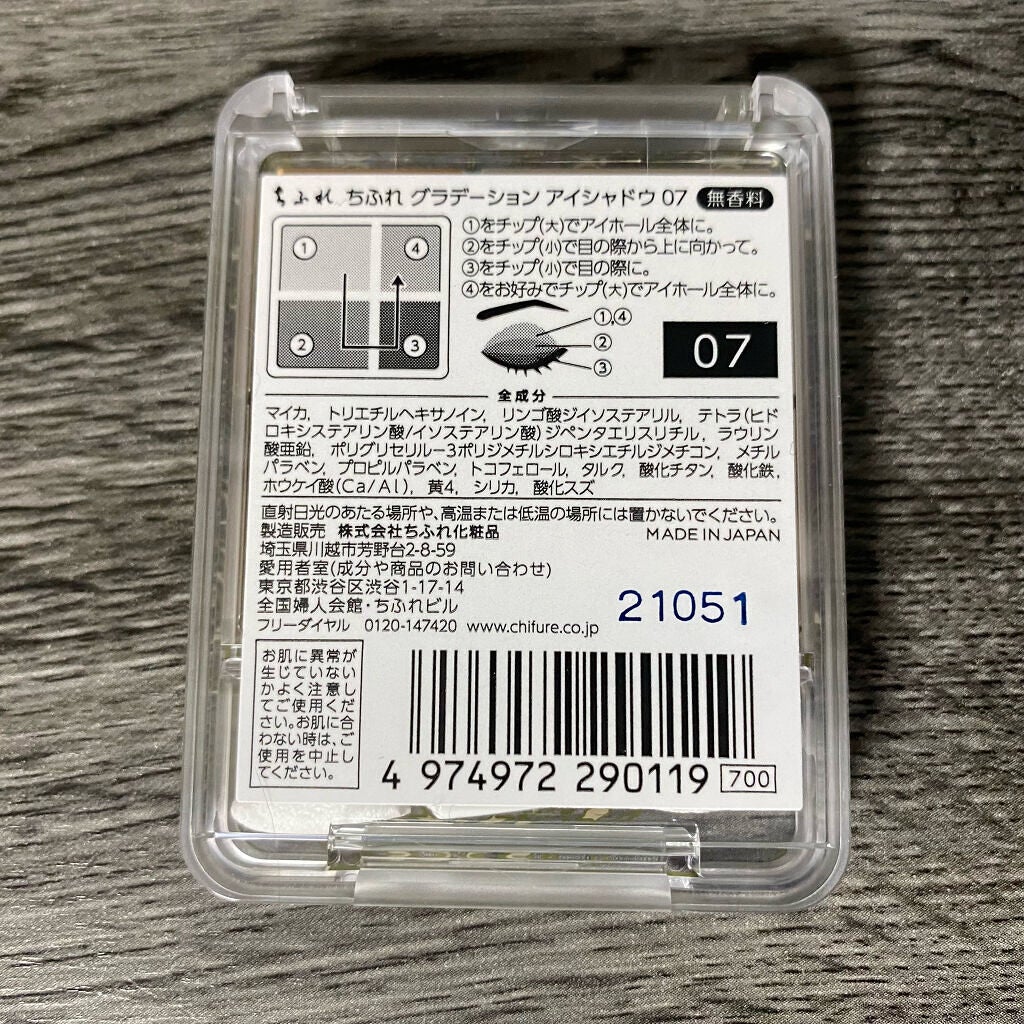 ちふれ ちふれ グラデーション アイシャドウ 07 無香料
① ④
② ③
①をチップ(大)でアイホール全体に。
②をチップ(小)で目の際から上に向かって。
③をチップ(小)で目の際に。
④をお好みでチップ(大)でアイホール全体に。
①,④
②
③
07
全成分
マイカ, トリエチルヘキサノイン, リンゴ酸ジイソステアリル, テトラ(ヒド
ロキシステアリン酸/イソステアリン酸)ジペンタエリスリチル, ラウリン
酸亜鉛, ポリグリセリルー3ポリジメチルシロキシエチルジメチコン, メチル
パラベン, プロピルパラベン, トコフェロール, タルク, 酸化チタン, 酸化鉄,
ホウケイ酸(Ca/Al), 黄4, シリカ, 酸化スズ
直射日光のあたる場所や、高温または低温の場所には置かないでください。
製造販売 株式会社ちふれ化粧品 MADE IN JAPAN
埼玉県川越市芳野台2-8-59
愛用者室(成分や商品のお問い合わせ)
東京都渋谷区渋谷1-17-14
全国婦人会館・ちふれビル
フリーダイヤル 0120-147420 www.chifure.co.jp
21051
お肌に異常が
生じていない
かよく注意し
てご使用くだ
さい。お肌に合
わない時は、ご
使用を中止し
てください。
4 974972 290119 700